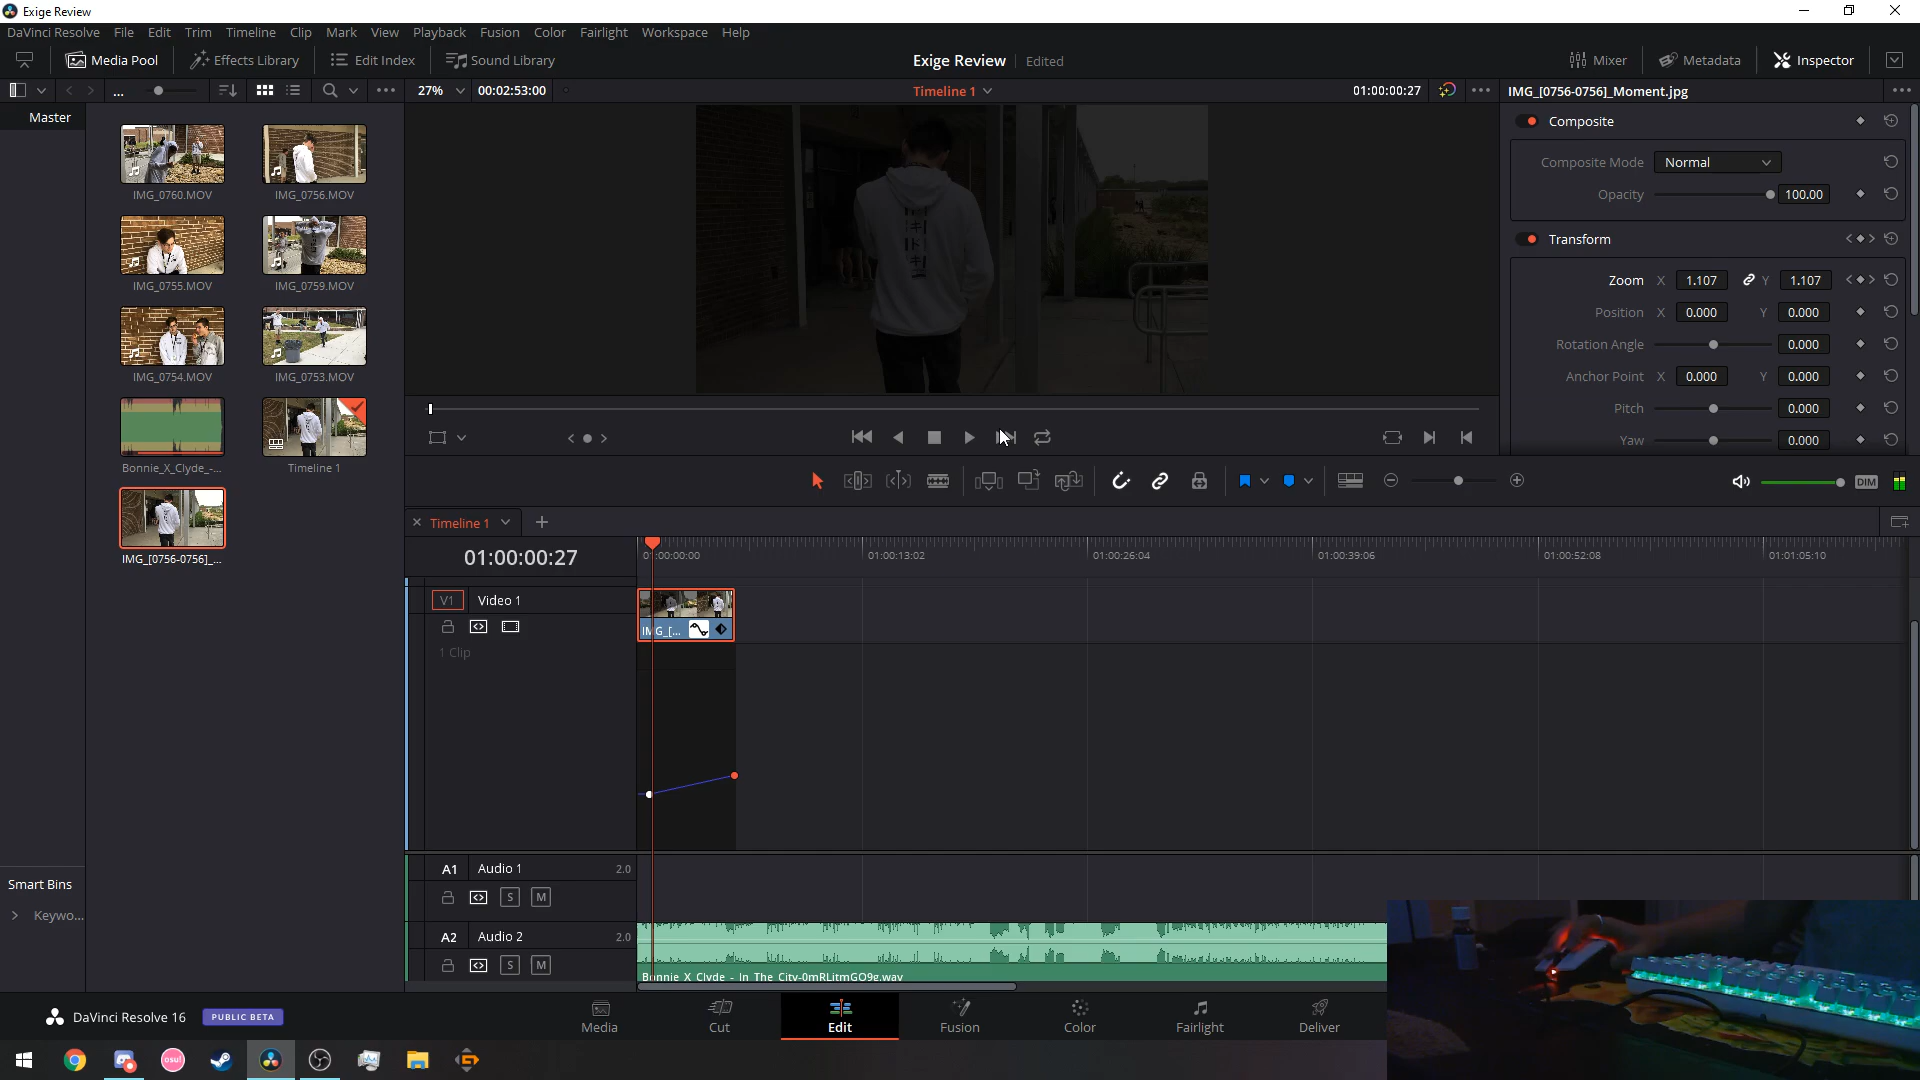 Exige Review
DaVinci Resolve File Edit Trim Timeline Clip Mark View Playback Fusion Color Fairlight Workspace Help
Media Pool Effects Library Edit Index Sound Library Exige Review Edited Mixer Metadata Inspector
... 27% 00:02:53:00 Timeline 1 01:00:00:27 IMG_[0756-0756]_Moment.jpg
Master
IMG_0760.MOV IMG_0756.MOV
IMG_0755.MOV IMG_0759.MOV
IMG_0754.MOV IMG_0753.MOV
Bonnie_X_Clyde_-... Timeline 1
IMG_[0756-0756]_...
Smart Bins
Keywo...
Composite
Composite Mode Normal
Opacity 100.00
Transform
Zoom X 1.107 Y 1.107
Position X 0.000 Y 0.000
Rotation Angle 0.000
Anchor Point X 0.000 Y 0.000
Pitch 0.000
Yaw 0.000
DIM
Timeline 1
01:00:00:27
01:00:00:00 01:00:13:02 01:00:26:04 01:00:39:06 01:00:52:08 01:01:05:10
V1 Video 1
1 Clip
IMG_[...
A1 Audio 1 2.0
S M
A2 Audio 2 2.0
S M
Bonnie X Clyde - In The City-0mRLitmGO9g.wav
DaVinci Resolve 16 PUBLIC BETA
Media Cut Edit Fusion Color Fairlight Deliver
osu!